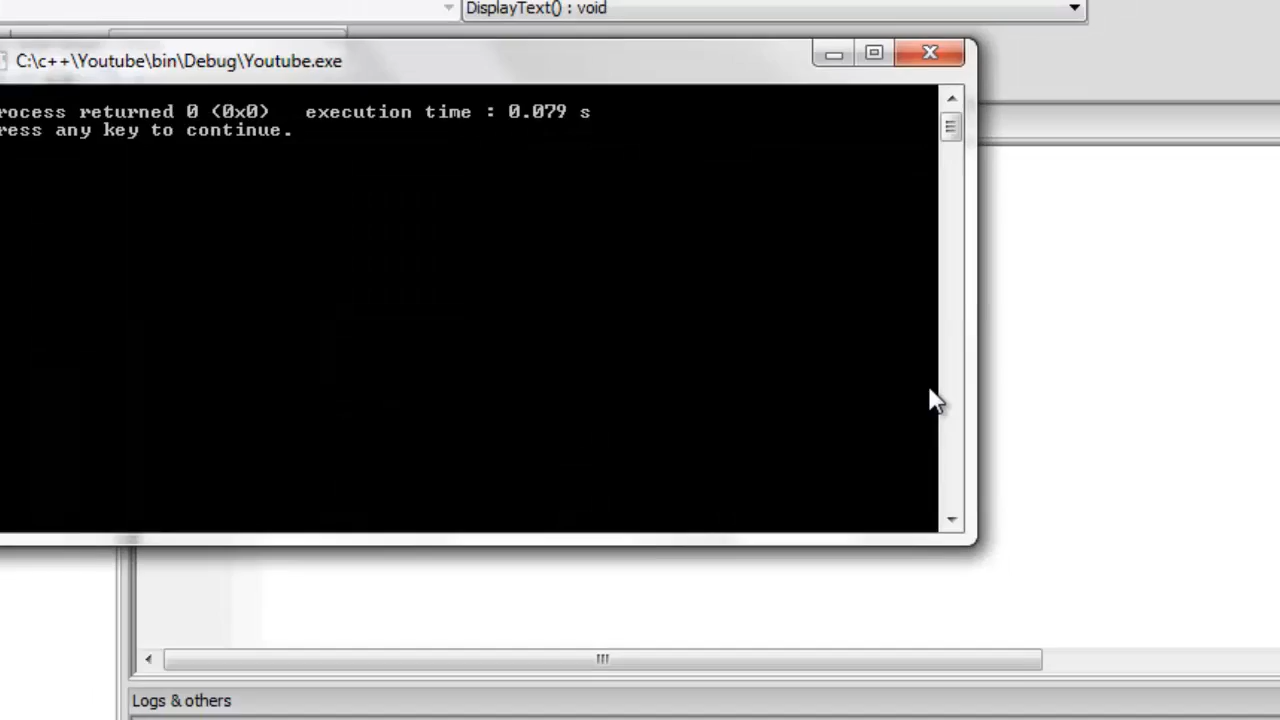 DisplayText() : void
C:\c++\Youtube\bin\Debug\Youtube.exe
rocess returned 0 (0x0)   execution time : 0.079 s
ress any key to continue.
Logs & others